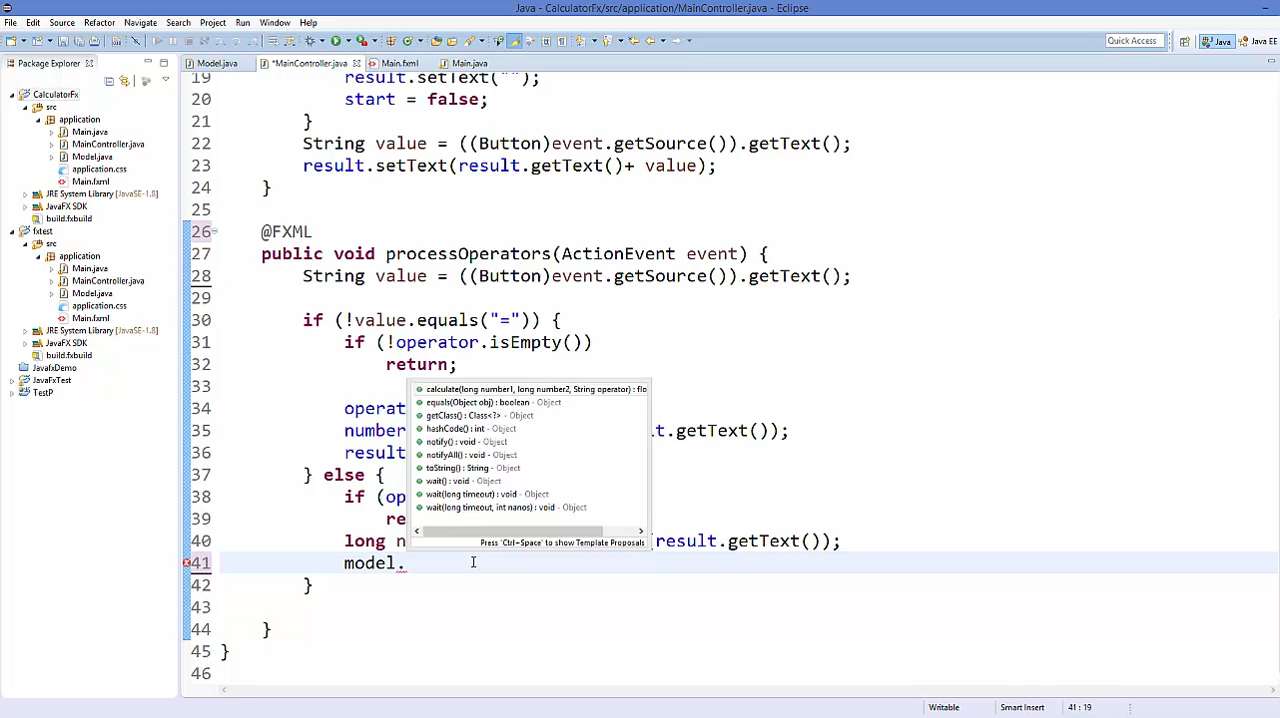 Java - CalculatorFx/src/application/MainController.java - Eclipse
File Edit Source Refactor Navigate Search Project Run Window Help
Quick Access
Java
Java EE
Package Explorer
Model.java
*MainController.java
Main.fxml
Main.java
CalculatorFx
src
application
Main.java
MainController.java
Model.java
application.css
Main.fxml
JRE System Library [JavaSE-1.8]
JavaFX SDK
build.fxbuild
fxtest
src
application
Main.java
MainController.java
Model.java
application.css
Main.fxml
JRE System Library [JavaSE-1.8]
JavaFX SDK
build.fxbuild
JavafxDemo
JavaFxTest
TestP
19 result.setText("");
20 start = false;
21 }
22 String value = ((Button)event.getSource()).getText();
23 result.setText(result.getText()+ value);
24 }
25
26 @FXML
27 public void processOperators(ActionEvent event) {
28 String value = ((Button)event.getSource()).getText();
29
30 if (!value.equals("=")) {
31 if (!operator.isEmpty())
32 return;
33
34 operat
35 number t.getText());
36 result
37 } else {
38 if (op
39 re
40 long n (result.getText());
41 model.
42 }
43
44 }
45 }
46
calculate(long number1, long number2, String operator) : flo
equals(Object obj) : boolean - Object
getClass() : Class<?> - Object
hashCode() : int - Object
notify() : void - Object
notifyAll() : void - Object
toString() : String - Object
wait() : void - Object
wait(long timeout) : void - Object
wait(long timeout, int nanos) : void - Object
Press 'Ctrl+Space' to show Template Proposals
Writable
Smart Insert
41 : 19